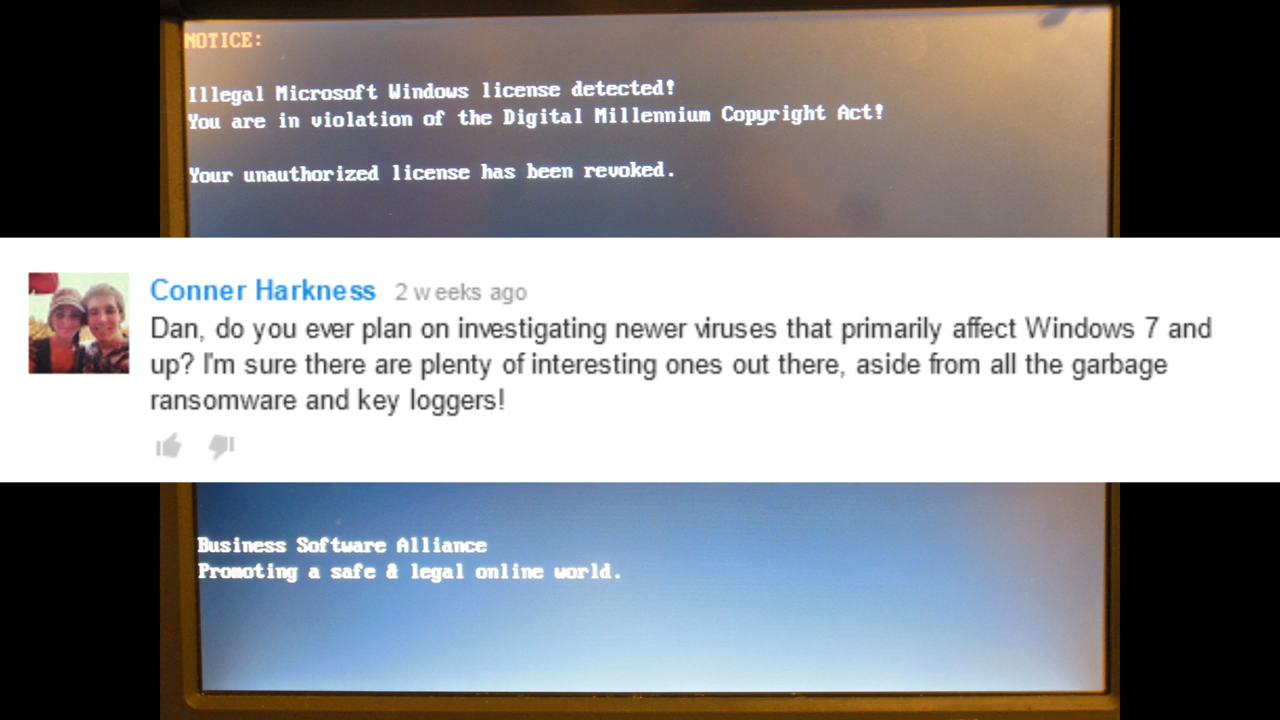 NOTICE:
Illegal Microsoft Windows license detected!
You are in violation of the Digital Millennium Copyright Act!
Your unauthorized license has been revoked.
Conner Harkness 2 weeks ago
Dan, do you ever plan on investigating newer viruses that primarily affect Windows 7 and
up? I'm sure there are plenty of interesting ones out there, aside from all the garbage
ransomware and key loggers!
Business Software Alliance
Promoting a safe & legal online world.